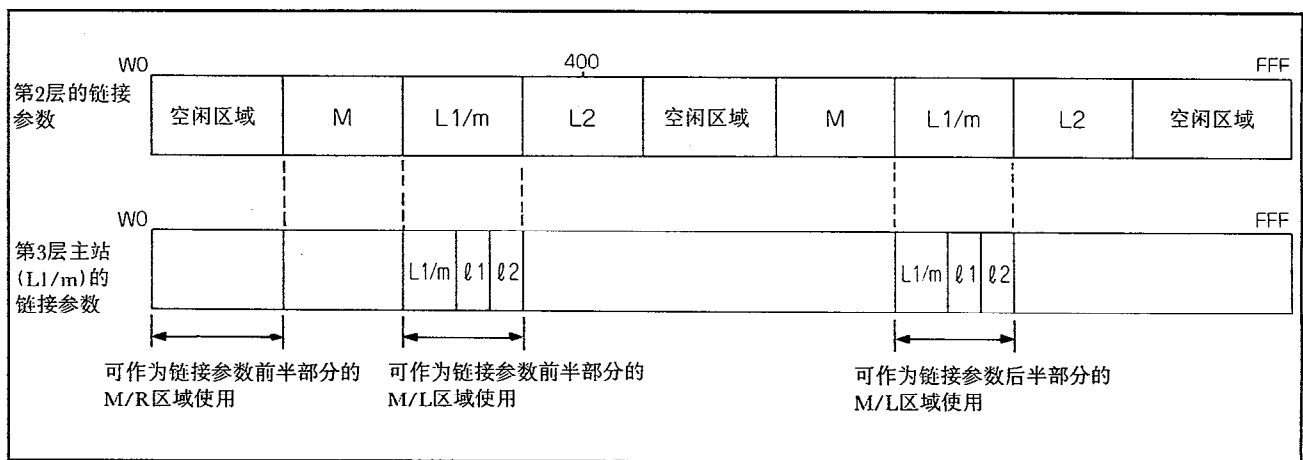 W0 400 FFF
第2层的链接
参数
空闲区域 M L1/m L2 空闲区域 M L1/m L2 空闲区域
W0 FFF
第3层主站
(L1/m)的
链接参数
L1/m ℓ1 ℓ2 L1/m ℓ1 ℓ2
可作为链接参数前半部分的
M/R区域使用
可作为链接参数前半部分的
M/L区域使用
可作为链接参数后半部分的
M/L区域使用